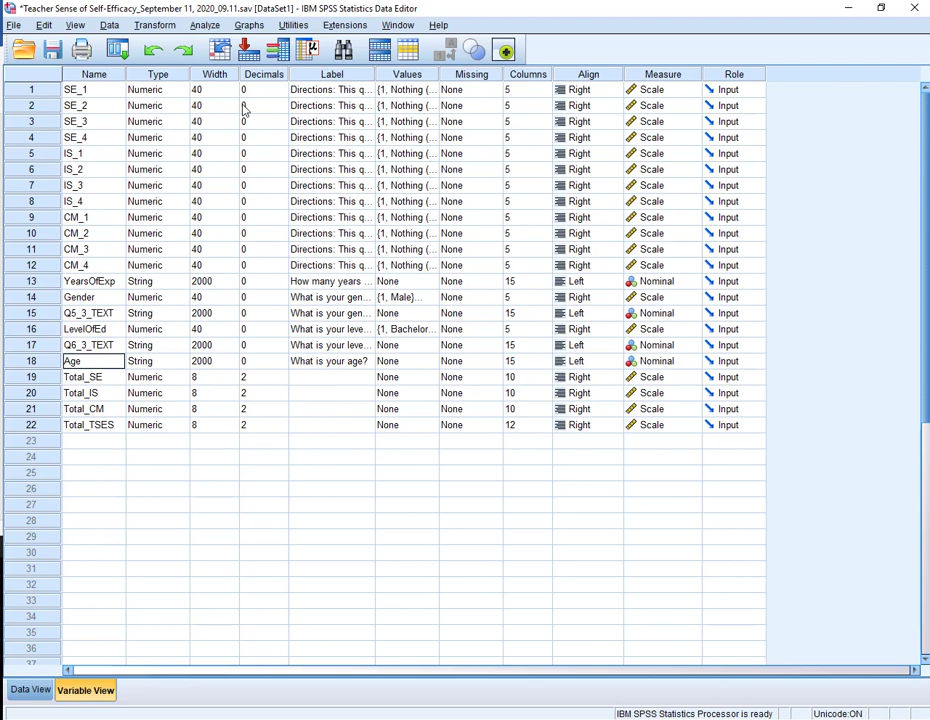 *Teacher Sense of Self-Efficacy_September 11, 2020_09.11.sav [DataSet1] - IBM SPSS Statistics Data Editor
File Edit View Data Transform Analyze Graphs Utilities Extensions Window Help
Name Type Width Decimals Label Values Missing Columns Align Measure Role
1 SE_1 Numeric 40 0 Directions: This q... {1, Nothing (... None 5 Right Scale Input
2 SE_2 Numeric 40 0 Directions: This q... {1, Nothing (... None 5 Right Scale Input
3 SE_3 Numeric 40 0 Directions: This q... {1, Nothing (... None 5 Right Scale Input
4 SE_4 Numeric 40 0 Directions: This q... {1, Nothing (... None 5 Right Scale Input
5 IS_1 Numeric 40 0 Directions: This q... {1, Nothing (... None 5 Right Scale Input
6 IS_2 Numeric 40 0 Directions: This q... {1, Nothing (... None 5 Right Scale Input
7 IS_3 Numeric 40 0 Directions: This q... {1, Nothing (... None 5 Right Scale Input
8 IS_4 Numeric 40 0 Directions: This q... {1, Nothing (... None 5 Right Scale Input
9 CM_1 Numeric 40 0 Directions: This q... {1, Nothing (... None 5 Right Scale Input
10 CM_2 Numeric 40 0 Directions: This q... {1, Nothing (... None 5 Right Scale Input
11 CM_3 Numeric 40 0 Directions: This q... {1, Nothing (... None 5 Right Scale Input
12 CM_4 Numeric 40 0 Directions: This q... {1, Nothing (... None 5 Right Scale Input
13 YearsOfExp String 2000 0 How many years ... None None 15 Left Nominal Input
14 Gender Numeric 40 0 What is your gen... {1, Male}... None 5 Right Scale Input
15 Q5_3_TEXT String 2000 0 What is your gen... None None 15 Left Nominal Input
16 LevelOfEd Numeric 40 0 What is your leve... {1, Bachelor... None 5 Right Scale Input
17 Q6_3_TEXT String 2000 0 What is your leve... None None 15 Left Nominal Input
18 Age String 2000 0 What is your age? None None 15 Left Nominal Input
19 Total_SE Numeric 8 2 None None 10 Right Scale Input
20 Total_IS Numeric 8 2 None None 10 Right Scale Input
21 Total_CM Numeric 8 2 None None 10 Right Scale Input
22 Total_TSES Numeric 8 2 None None 12 Right Scale Input
23
24
25
26
27
28
29
30
31
32
33
34
35
36
37
Data View Variable View
IBM SPSS Statistics Processor is ready Unicode:ON